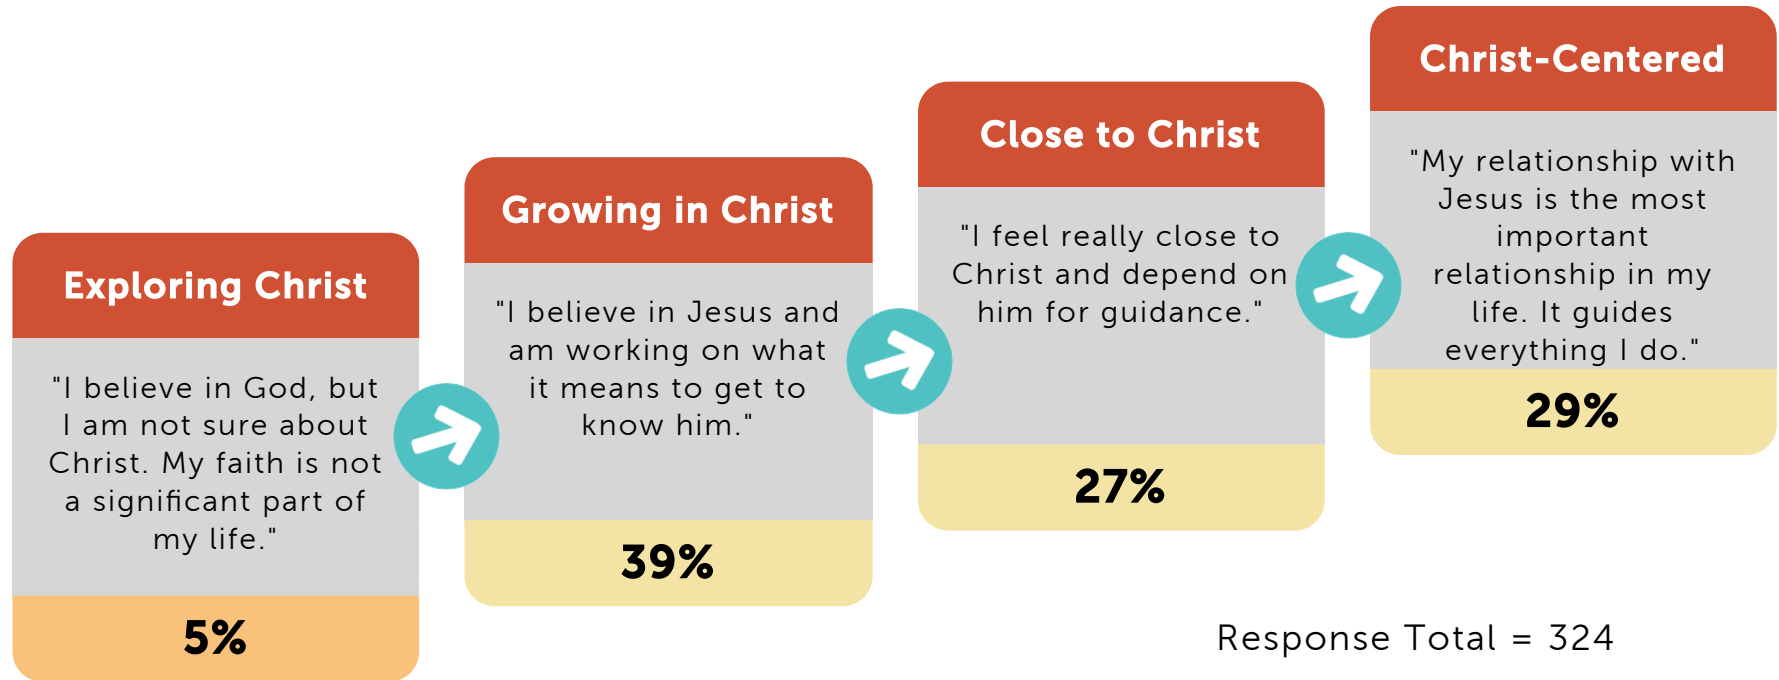 Exploring Christ
"I believe in God, but
I am not sure about
Christ. My faith is not
a significant part of
my life."
5%
Growing in Christ
"I believe in Jesus and
am working on what
it means to get to
know him."
39%
Close to Christ
"I feel really close to
Christ and depend on
him for guidance."
27%
Christ-Centered
"My relationship with
Jesus is the most
important
relationship in my
life. It guides
everything I do."
29%
Response Total = 324